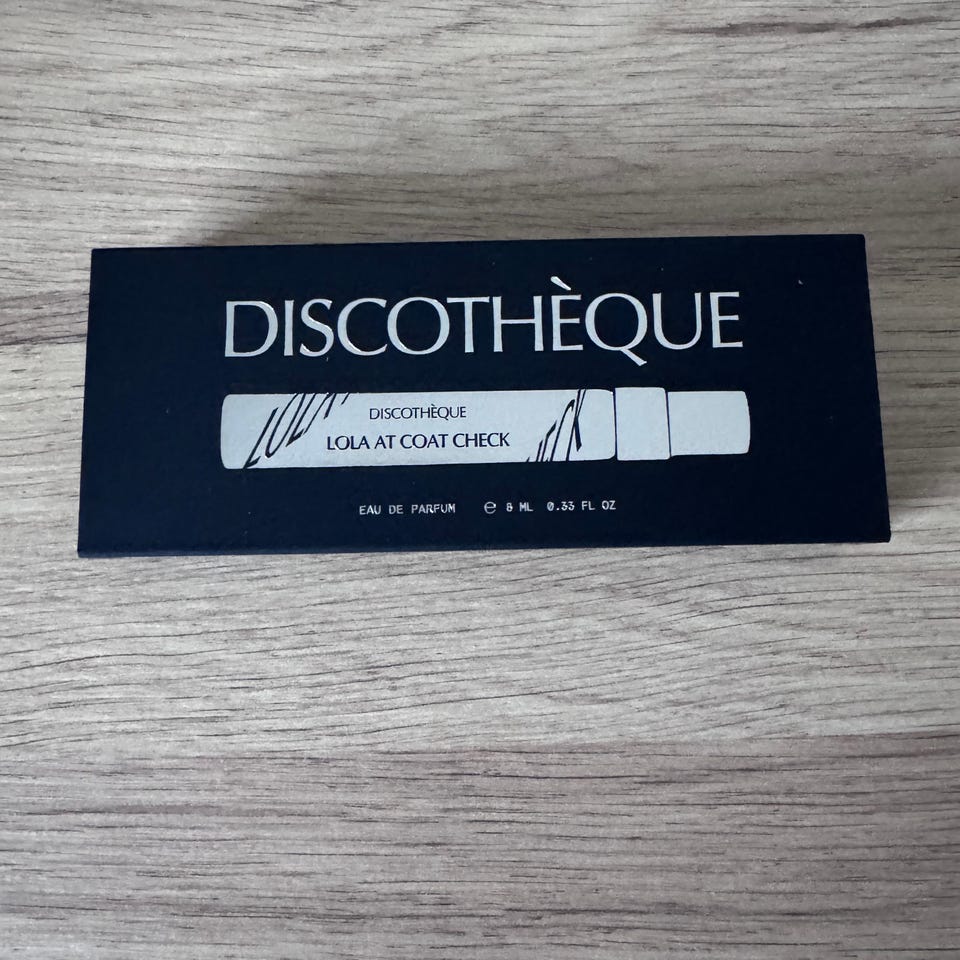 DISCOTHÈQUE
DISCOTHÈQUE
LOLA AT COAT CHECK
EAU DE PARFUM ℮ 8 ML 0.33 FL OZ